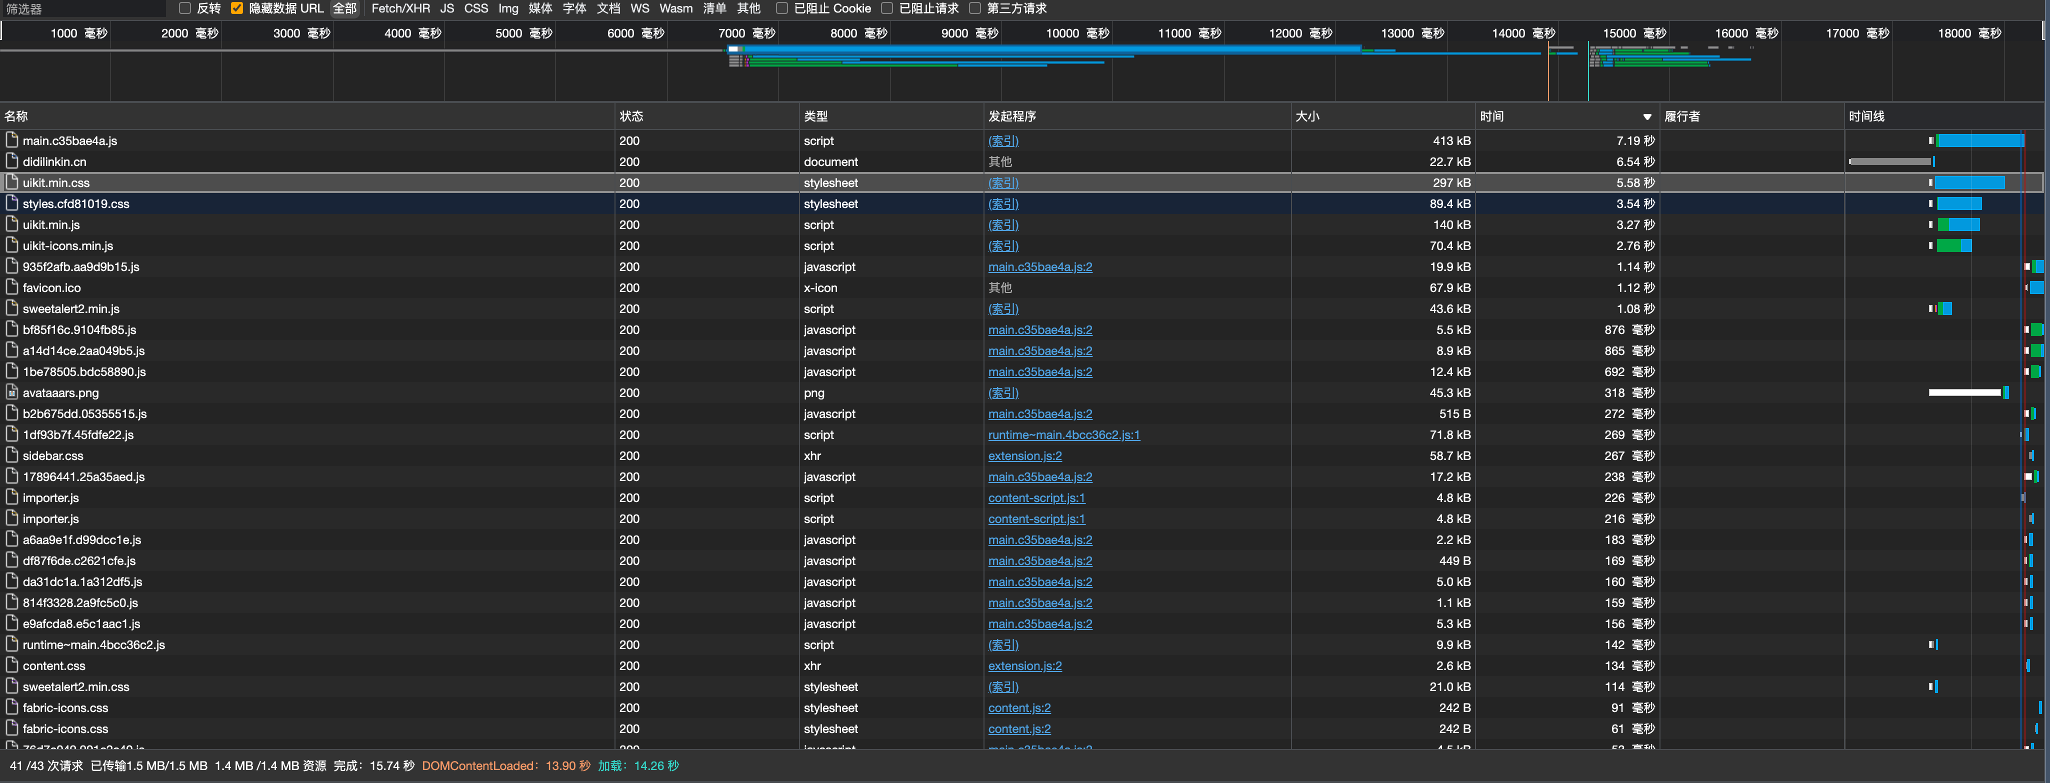 筛选器 反转 隐藏数据 URL 全部 Fetch/XHR JS CSS Img 媒体 字体 文档 WS Wasm 清单 其他 已阻止 Cookie 已阻止请求 第三方请求
1000 毫秒 2000 毫秒 3000 毫秒 4000 毫秒 5000 毫秒 6000 毫秒 7000 毫秒 8000 毫秒 9000 毫秒 10000 毫秒 11000 毫秒 12000 毫秒 13000 毫秒 14000 毫秒 15000 毫秒 16000 毫秒 17000 毫秒 18000 毫秒
名称 状态 类型 发起程序 大小 时间 履行者 时间线
main.c35bae4a.js 200 script (索引) 413 kB 7.19 秒
didilinkin.cn 200 document 其他 22.7 kB 6.54 秒
uikit.min.css 200 stylesheet (索引) 297 kB 5.58 秒
styles.cfd81019.css 200 stylesheet (索引) 89.4 kB 3.54 秒
uikit.min.js 200 script (索引) 140 kB 3.27 秒
uikit-icons.min.js 200 script (索引) 70.4 kB 2.76 秒
935f2afb.aa9d9b15.js 200 javascript main.c35bae4a.js:2 19.9 kB 1.14 秒
favicon.ico 200 x-icon 其他 67.9 kB 1.12 秒
sweetalert2.min.js 200 script (索引) 43.6 kB 1.08 秒
bf85f16c.9104fb85.js 200 javascript main.c35bae4a.js:2 5.5 kB 876 毫秒
a14d14ce.2aa049b5.js 200 javascript main.c35bae4a.js:2 8.9 kB 865 毫秒
1be78505.bdc58890.js 200 javascript main.c35bae4a.js:2 12.4 kB 692 毫秒
avataaars.png 200 png (索引) 45.3 kB 318 毫秒
b2b675dd.05355515.js 200 javascript main.c35bae4a.js:2 515 B 272 毫秒
1df93b7f.45fdfe22.js 200 script runtime~main.4bcc36c2.js:1 71.8 kB 269 毫秒
sidebar.css 200 xhr extension.js:2 58.7 kB 267 毫秒
17896441.25a35aed.js 200 javascript main.c35bae4a.js:2 17.2 kB 238 毫秒
importer.js 200 script content-script.js:1 4.8 kB 226 毫秒
importer.js 200 script content-script.js:1 4.8 kB 216 毫秒
a6aa9e1f.d99dcc1e.js 200 javascript main.c35bae4a.js:2 2.2 kB 183 毫秒
df87f6de.c2621cfe.js 200 javascript main.c35bae4a.js:2 449 B 169 毫秒
da31dc1a.1a312df5.js 200 javascript main.c35bae4a.js:2 5.0 kB 160 毫秒
814f3328.2a9fc5c0.js 200 javascript main.c35bae4a.js:2 1.1 kB 159 毫秒
e9afcda8.e5c1aac1.js 200 javascript main.c35bae4a.js:2 5.3 kB 156 毫秒
runtime~main.4bcc36c2.js 200 script (索引) 9.9 kB 142 毫秒
content.css 200 xhr extension.js:2 2.6 kB 134 毫秒
sweetalert2.min.css 200 stylesheet (索引) 21.0 kB 114 毫秒
fabric-icons.css 200 stylesheet content.js:2 242 B 91 毫秒
fabric-icons.css 200 stylesheet content.js:2 242 B 61 毫秒
41 /43 次请求 已传输1.5 MB/1.5 MB 1.4 MB /1.4 MB 资源 完成：15.74 秒 DOMContentLoaded：13.90 秒 加载：14.26 秒